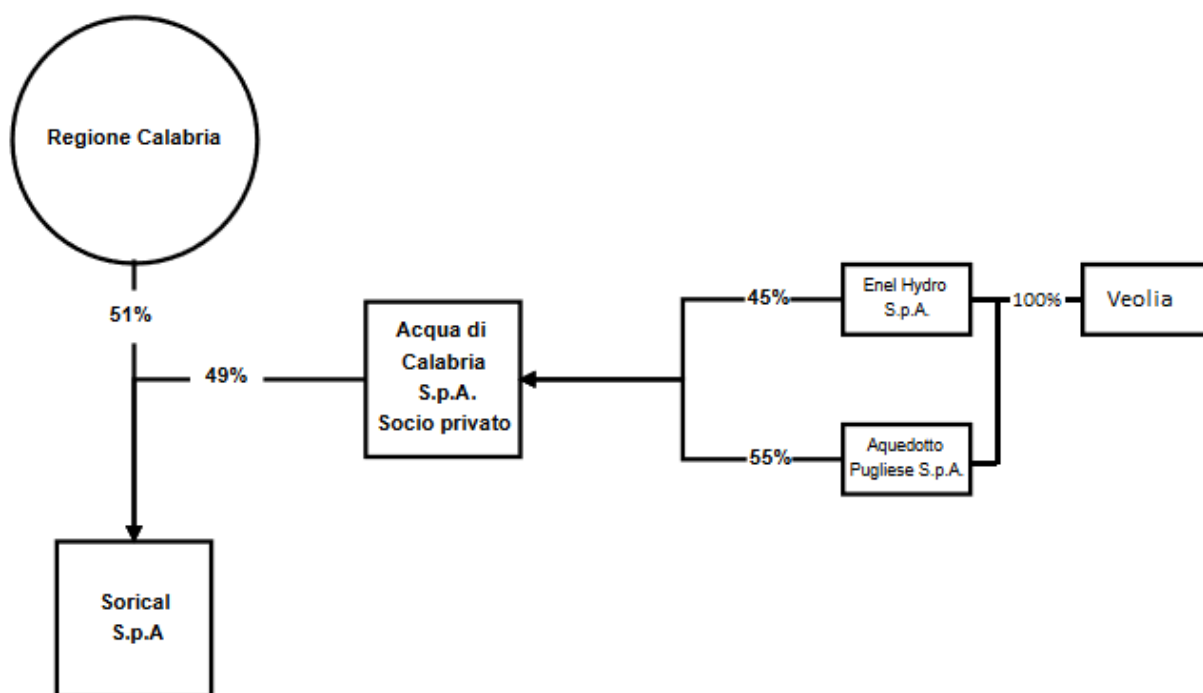 Regione Calabria
51%
49%
Acqua di
Calabria
S.p.A.
Socio privato
45%
Enel Hydro
S.p.A.
100%
Veolia
55%
Aquedotto
Pugliese S.p.A.
Sorical
S.p.A